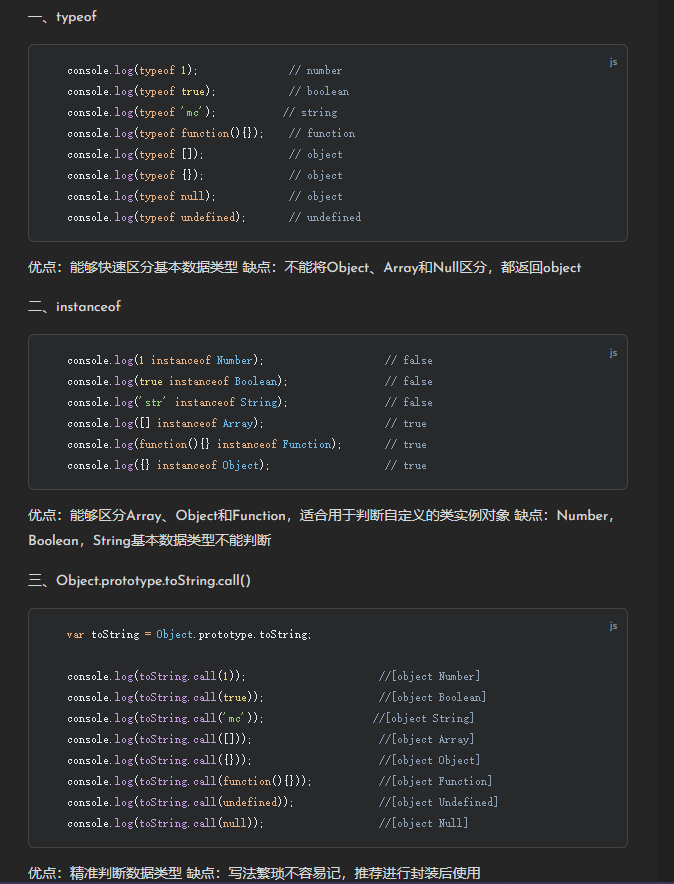 一、typeof
js
console.log(typeof 1);               // number
console.log(typeof true);            // boolean
console.log(typeof 'mc');           // string
console.log(typeof function(){});    // function
console.log(typeof []);              // object
console.log(typeof {});              // object
console.log(typeof null);            // object
console.log(typeof undefined);       // undefined
优点：能够快速区分基本数据类型 缺点：不能将Object、Array和Null区分，都返回object
二、instanceof
js
console.log(1 instanceof Number);                    // false
console.log(true instanceof Boolean);                // false
console.log('str' instanceof String);                // false
console.log([] instanceof Array);                    // true
console.log(function(){} instanceof Function);       // true
console.log({} instanceof Object);                   // true
优点：能够区分Array、Object和Function，适合用于判断自定义的类实例对象 缺点：Number，
Boolean，String基本数据类型不能判断
三、Object.prototype.toString.call()
js
var toString = Object.prototype.toString;
console.log(toString.call(1));                      //[object Number]
console.log(toString.call(true));                   //[object Boolean]
console.log(toString.call('mc'));                  //[object String]
console.log(toString.call([]));                     //[object Array]
console.log(toString.call({}));                     //[object Object]
console.log(toString.call(function(){}));           //[object Function]
console.log(toString.call(undefined));              //[object Undefined]
console.log(toString.call(null));                   //[object Null]
优点：精准判断数据类型 缺点：写法繁琐不容易记，推荐进行封装后使用